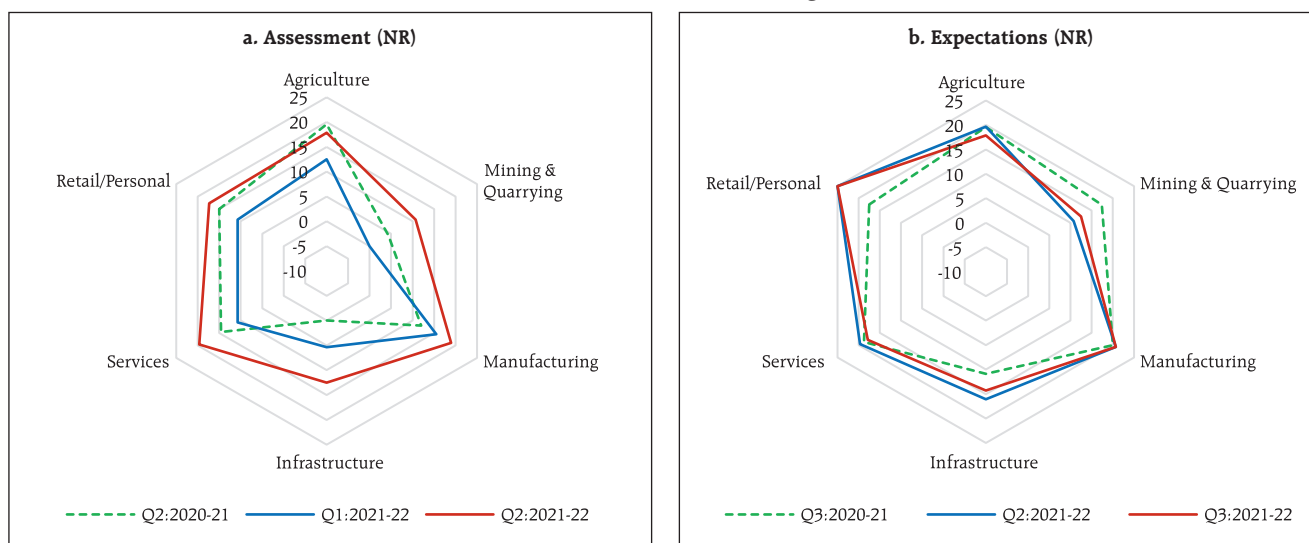 a. Assessment (NR)
Agriculture
25
20
15
10
5
0
-5
-10
Mining &
Quarrying
Manufacturing
Infrastructure
Services
Retail/Personal
Q2:2020-21
Q1:2021-22
Q2:2021-22
b. Expectations (NR)
Agriculture
25
20
15
10
5
0
-5
-10
Mining & Quarrying
Manufacturing
Infrastructure
Services
Retail/Personal
Q3:2020-21
Q2:2021-22
Q3:2021-22